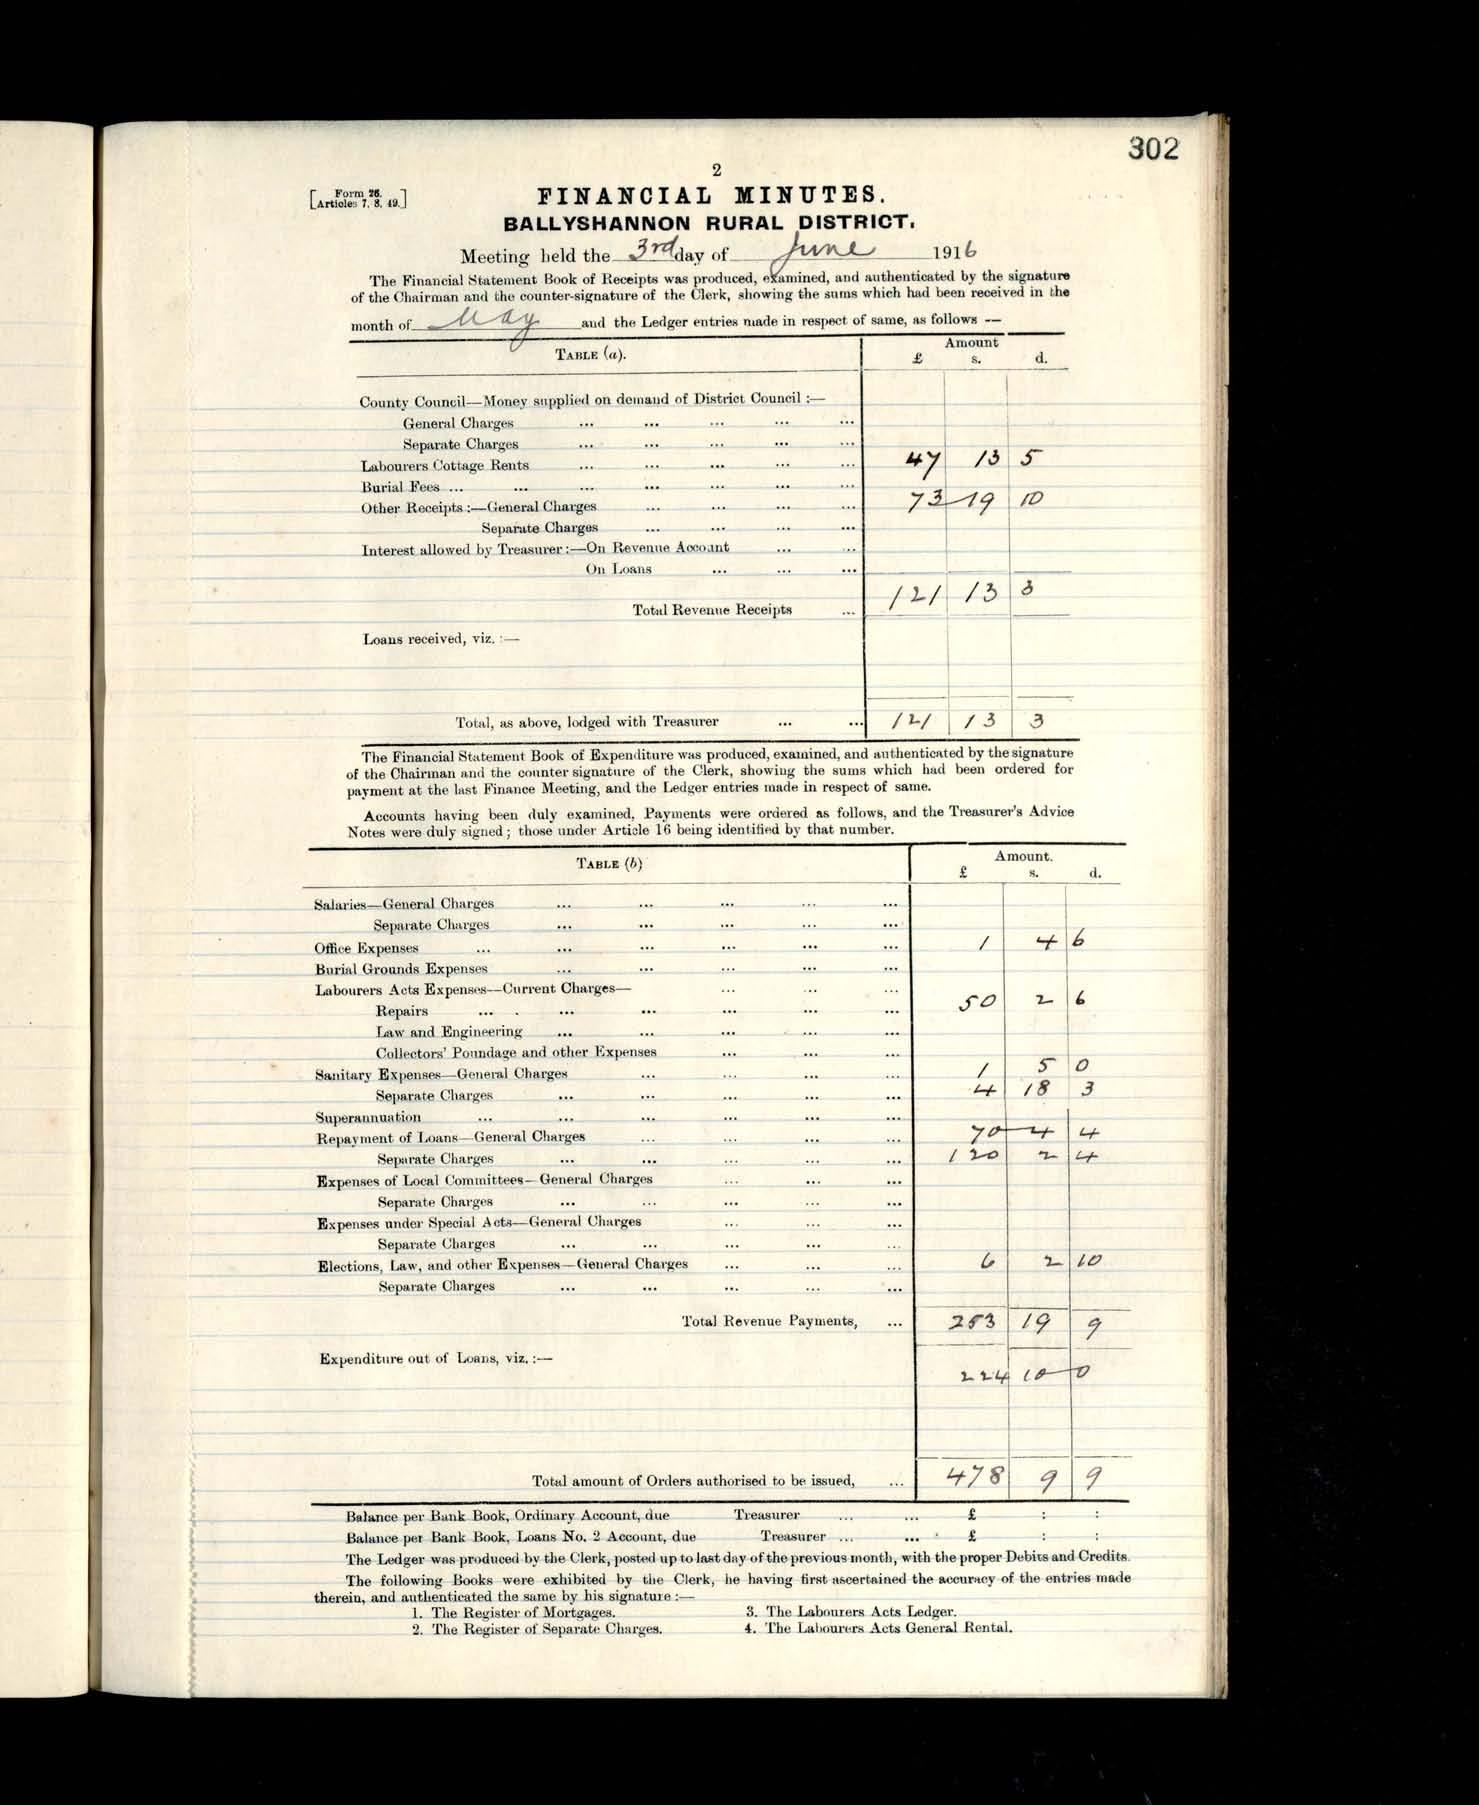 302
2
[Form 26. Articles 7, 8, 49.]
FINANCIAL MINUTES.
BALLYSHANNON RURAL DISTRICT.
Meeting held the 3rd day of June 1916
The Financial Statement Book of Receipts was produced, examined, and authenticated by the signature
of the Chairman and the counter-signature of the Clerk, showing the sums which had been received in the
month of May and the Ledger entries made in respect of same, as follows —
TABLE (a). Amount
£ s. d.
County Council—Money supplied on demand of District Council :—
General Charges ... ... ... ... ...
Separate Charges ... ... ... ... ...
Labourers Cottage Rents ... ... ... ... ... 47 13 5
Burial Fees ... ... ... ... ... ... ...
Other Receipts :—General Charges ... ... ... ... 73 19 10
Separate Charges ... ... ... ...
Interest allowed by Treasurer :—On Revenue Account ... ...
On Loans ... ... ...
Total Revenue Receipts ... 121 13 3
Loans received, viz. :—
Total, as above, lodged with Treasurer ... ... 121 13 3
The Financial Statement Book of Expenditure was produced, examined, and authenticated by the signature
of the Chairman and the counter signature of the Clerk, showing the sums which had been ordered for
payment at the last Finance Meeting, and the Ledger entries made in respect of same.
Accounts having been duly examined, Payments were ordered as follows, and the Treasurer's Advice
Notes were duly signed; those under Article 16 being identified by that number.
TABLE (b) Amount.
£ s. d.
Salaries—General Charges ... ... ... ... ...
Separate Charges ... ... ... ... ...
Office Expenses ... ... ... ... ... ... 1 4 6
Burial Grounds Expenses ... ... ... ... ...
Labourers Acts Expenses—Current Charges— ... ... ...
Repairs ... . ... ... ... ... ... 50 2 6
Law and Engineering ... ... ... ... ...
Collectors' Poundage and other Expenses ... ... ...
Sanitary Expenses—General Charges ... ... ... ... 1 5 0
Separate Charges ... ... ... ... ... 4 18 3
Superannuation ... ... ... ... ... ...
Repayment of Loans—General Charges ... ... ... ... 70 4 4
Separate Charges ... ... ... ... ... 120 2 4
Expenses of Local Committees—General Charges ... ... ...
Separate Charges ... ... ... ... ...
Expenses under Special Acts—General Charges ... ... ...
Separate Charges ... ... ... ... ...
Elections, Law, and other Expenses—General Charges ... ... ... 6 2 10
Separate Charges ... ... ... ... ...
Total Revenue Payments, ... 253 19 9
Expenditure out of Loans, viz. :—
224 10 0
Total amount of Orders authorised to be issued, ... 478 9 9
Balance per Bank Book, Ordinary Account, due Treasurer ... ... £ : :
Balance per Bank Book, Loans No. 2 Account, due Treasurer ... ... £ : :
The Ledger was produced by the Clerk, posted up to last day of the previous month, with the proper Debits and Credits.
The following Books were exhibited by the Clerk, he having first ascertained the accuracy of the entries made
therein, and authenticated the same by his signature :—
1. The Register of Mortgages. 3. The Labourers Acts Ledger.
2. The Register of Separate Charges. 4. The Labourers Acts General Rental.